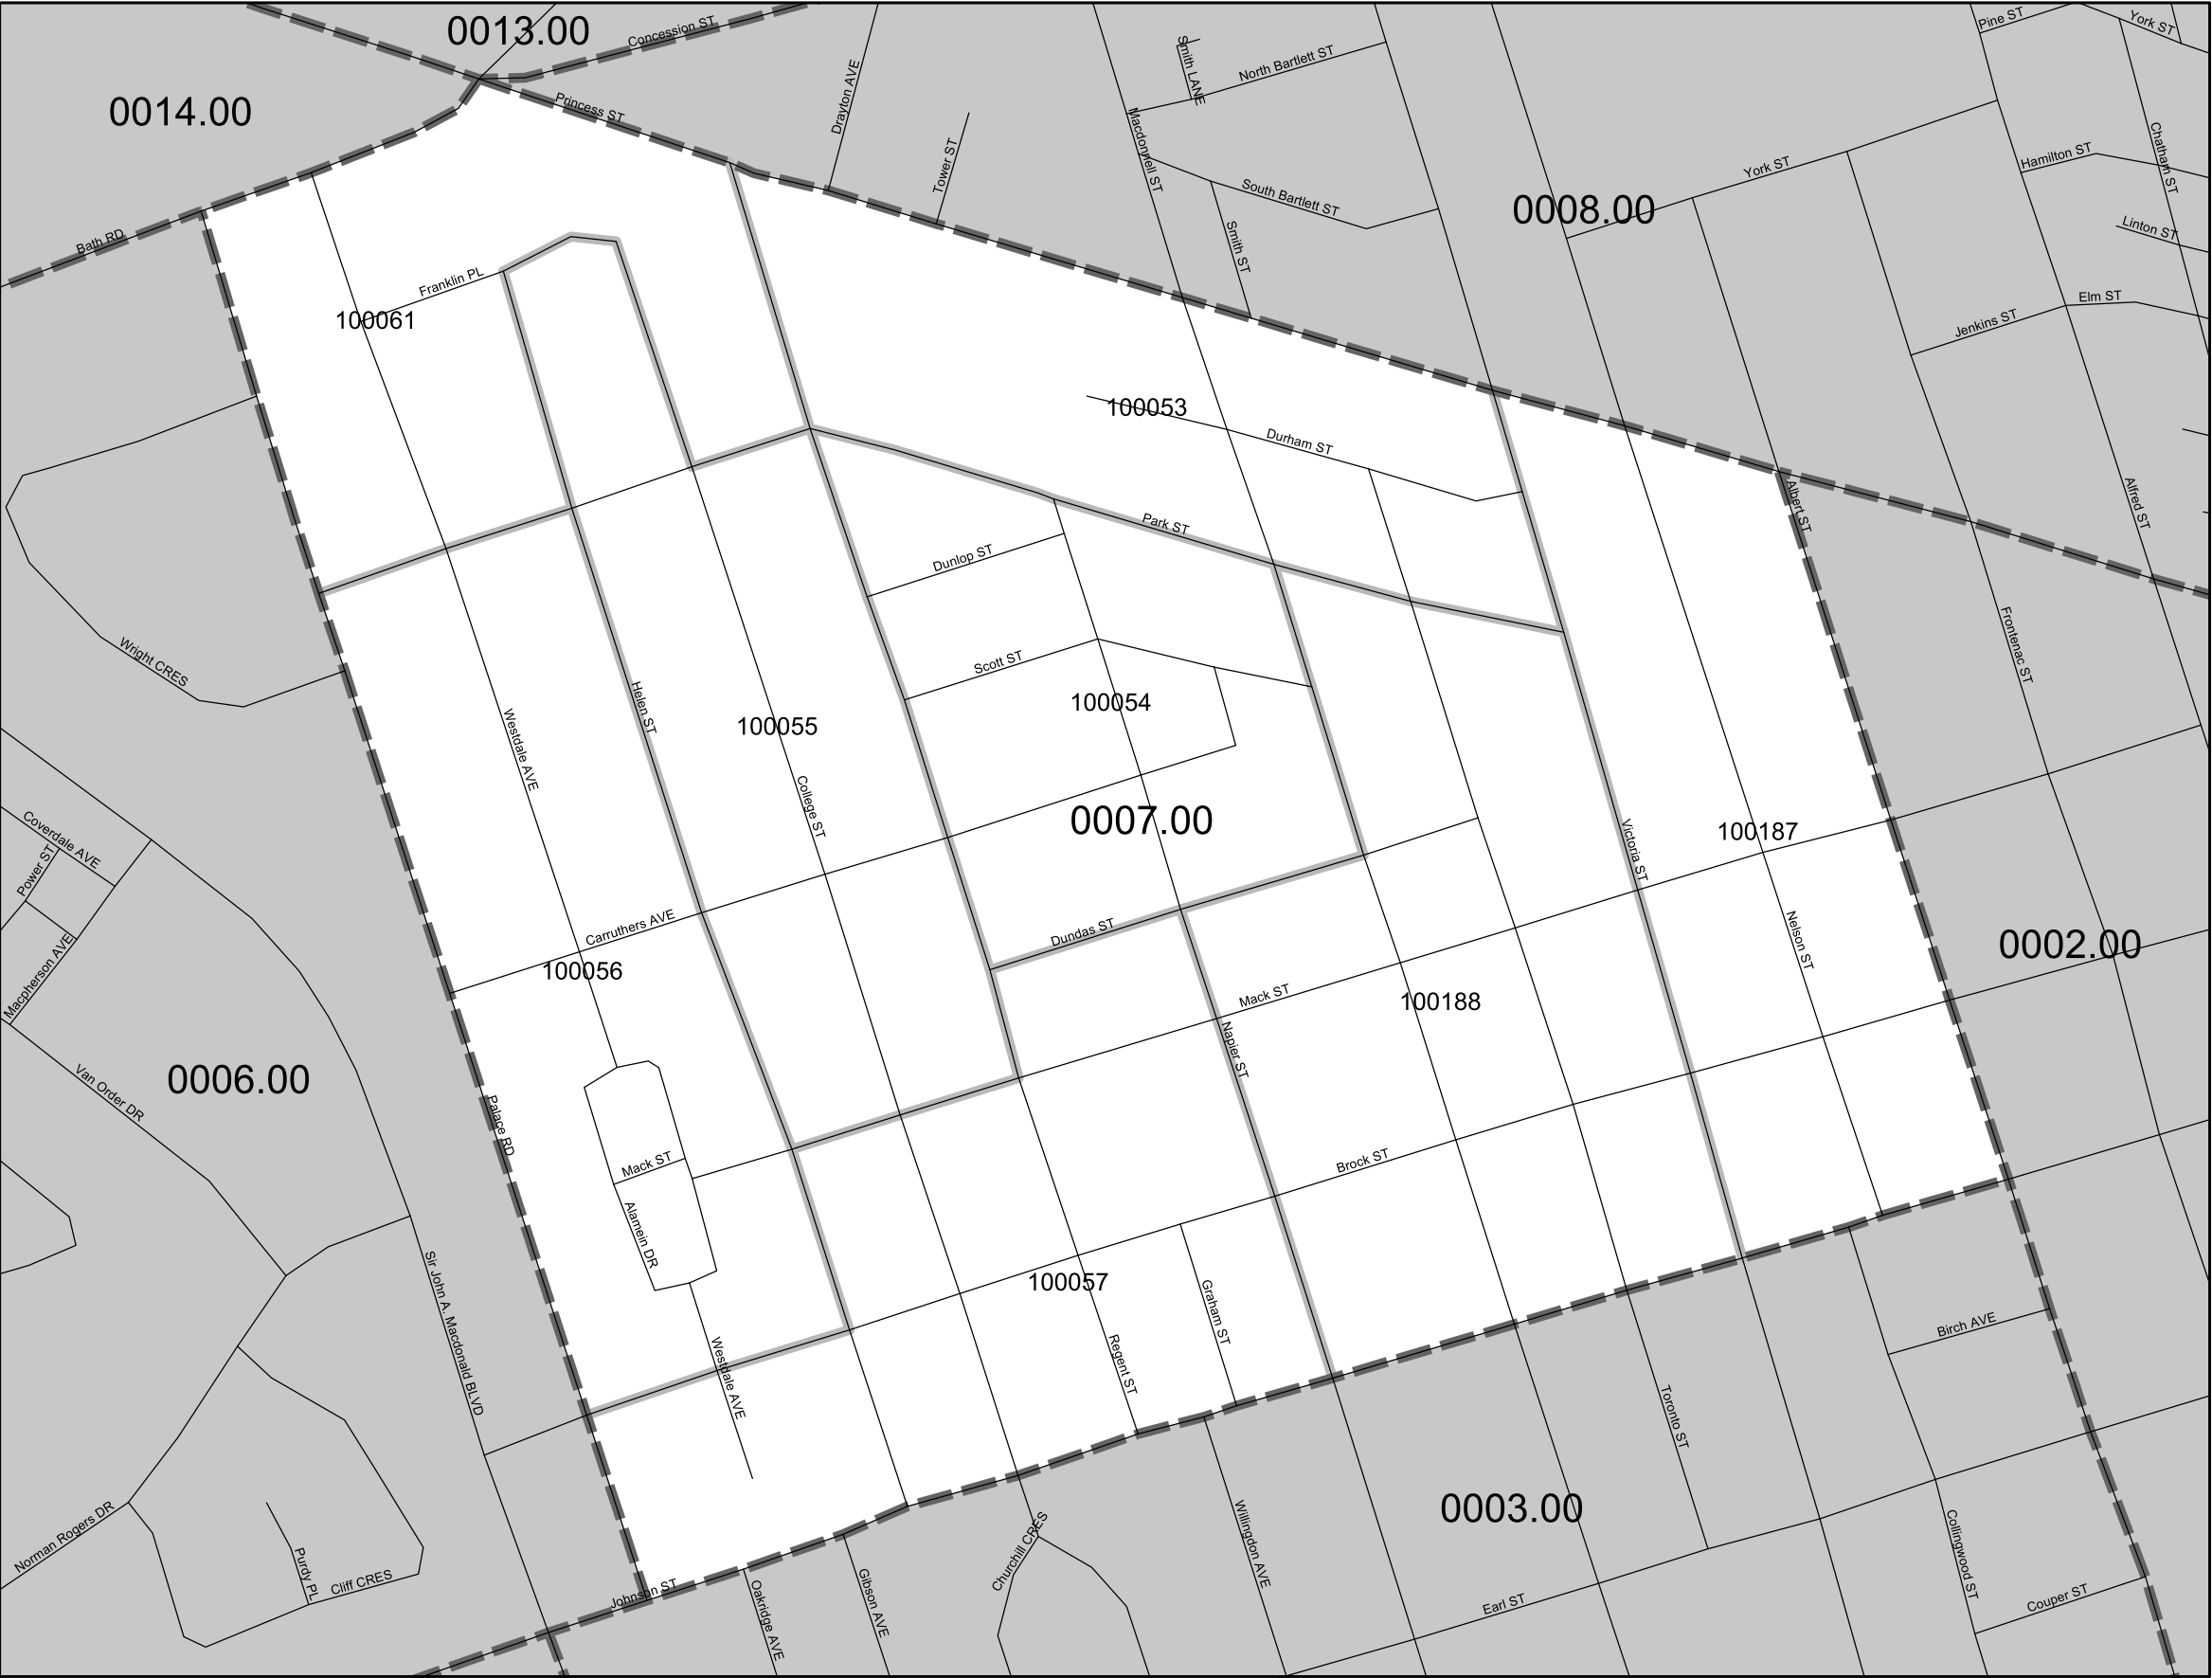 0013.00
Concession ST
Pine ST
York ST
0014.00
Princess ST
Drayton AVE
Tower ST
Smith LANE
North Bartlett ST
Macdonnell ST
South Bartlett ST
Smith ST
0008.00
York ST
Hamilton ST
Chatham ST
Linton ST
Bath RD
Franklin PL
100061
Elm ST
Jenkins ST
100053
Durham ST
Park ST
Albert ST
Alfred ST
Dunlop ST
Scott ST
Frontenac ST
Wright CRES
Helen ST
Westdale AVE
100055
100054
College ST
0007.00
Victoria ST
100187
Coverdale AVE
Power ST
Macpherson AVE
Carruthers AVE
100056
Dundas ST
Nelson ST
0002.00
Mack ST
100188
Napier ST
0006.00
Van Order DR
Palace RD
Mack ST
Alamein DR
Brock ST
100057
Sir John A. Macdonald BLVD
Graham ST
Regent ST
Westdale AVE
Birch AVE
Toronto ST
0003.00
Norman Rogers DR
Purdy PL
Cliff CRES
Johnson ST
Oakridge AVE
Gibson AVE
Churchill CRES
Willingdon AVE
Earl ST
Collingwood ST
Couper ST